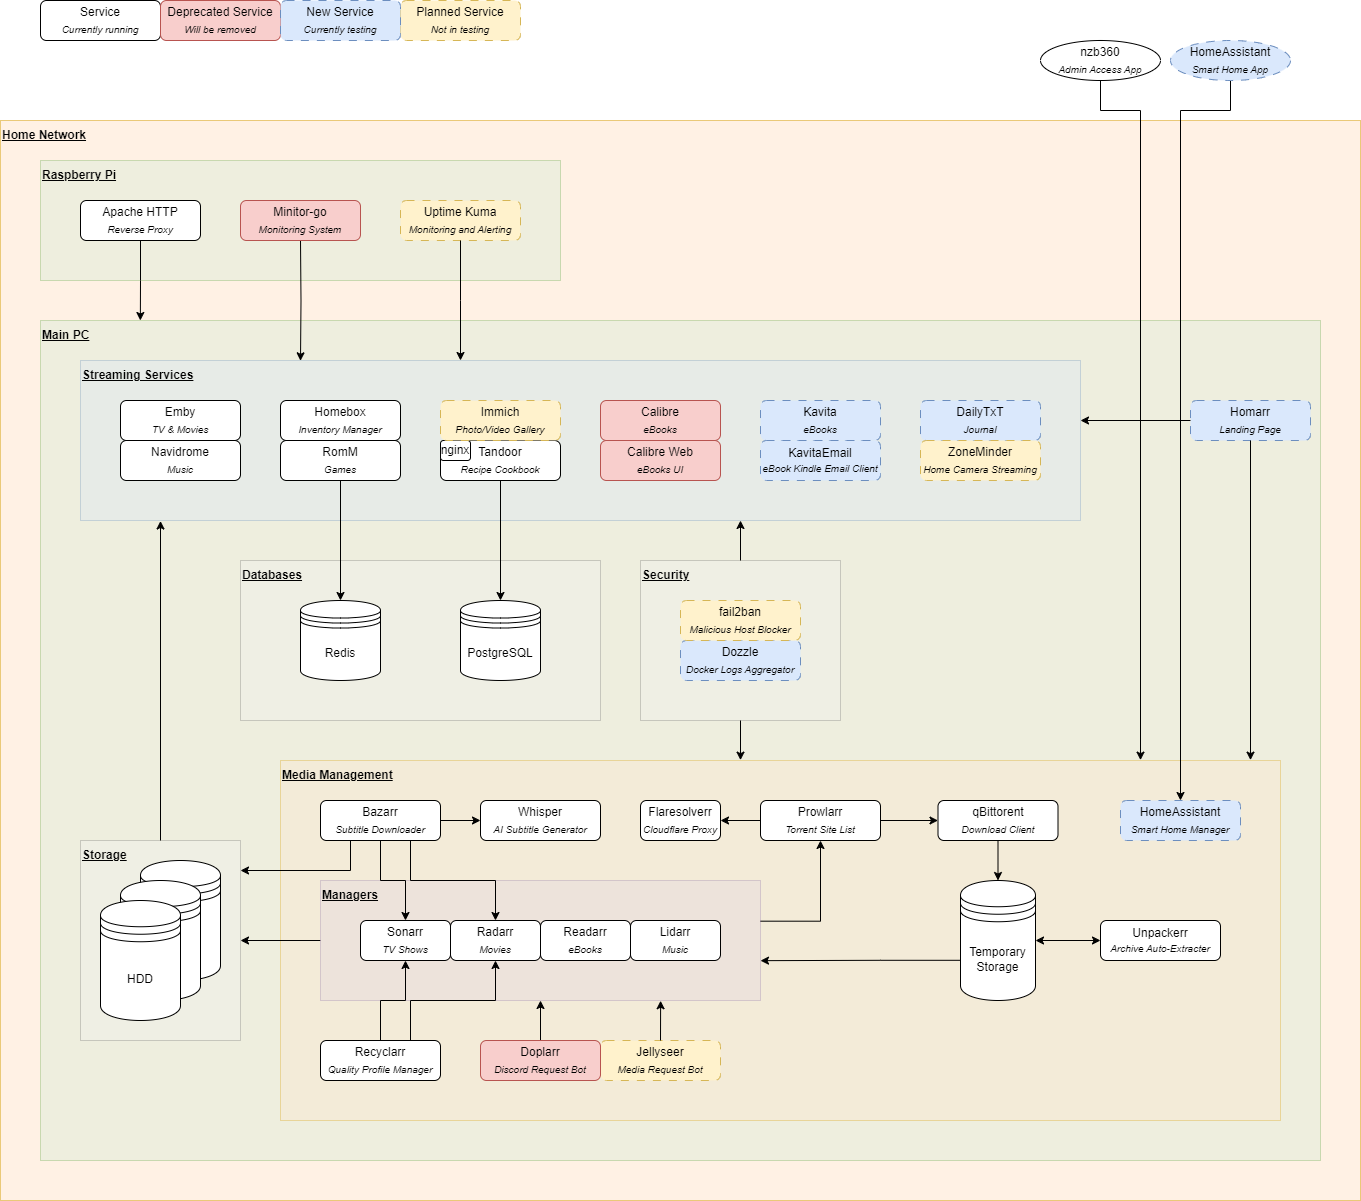 Service
Currently running
Deprecated Service
Will be removed
New Service
Currently testing
Planned Service
Not in testing
nzb360
Admin Access App
HomeAssistant
Smart Home App
Home Network
Raspberry Pi
Apache HTTP
Reverse Proxy
Minitor-go
Monitoring System
Uptime Kuma
Monitoring and Alerting
Main PC
Streaming Services
Emby
TV & Movies
Navidrome
Music
Homebox
Inventory Manager
RomM
Games
Immich
Photo/Video Gallery
nginx
Tandoor
Recipe Cookbook
Calibre
eBooks
Calibre Web
eBooks UI
Kavita
eBooks
KavitaEmail
eBook Kindle Email Client
DailyTxT
Journal
ZoneMinder
Home Camera Streaming
Homarr
Landing Page
Databases
Redis
PostgreSQL
Security
fail2ban
Malicious Host Blocker
Dozzle
Docker Logs Aggregator
Media Management
Bazarr
Subtitle Downloader
Whisper
AI Subtitle Generator
Flaresolverr
Cloudflare Proxy
Prowlarr
Torrent Site List
qBittorent
Download Client
HomeAssistant
Smart Home Manager
Storage
HDD
Managers
Sonarr
TV Shows
Radarr
Movies
Readarr
eBooks
Lidarr
Music
Temporary
Storage
Unpackerr
Archive Auto-Extracter
Recyclarr
Quality Profile Manager
Doplarr
Discord Request Bot
Jellyseer
Media Request Bot